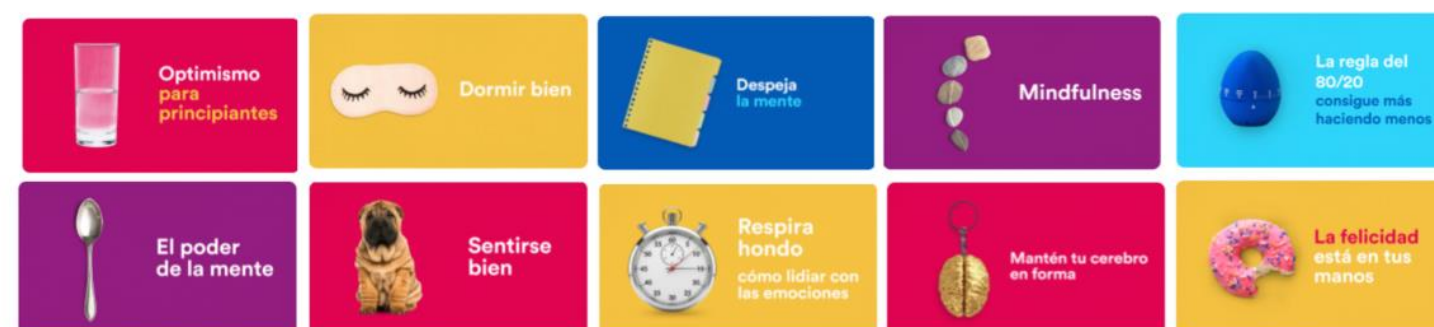 Optimismo
para
principiantes
Dormir bien
Despeja
la mente
Mindfulness
La regla del
80/20
consigue más
haciendo menos
El poder
de la mente
Sentirse
bien
Respira
hondo
cómo lidiar con
las emociones
Mantén tu cerebro
en forma
La felicidad
está en tus
manos